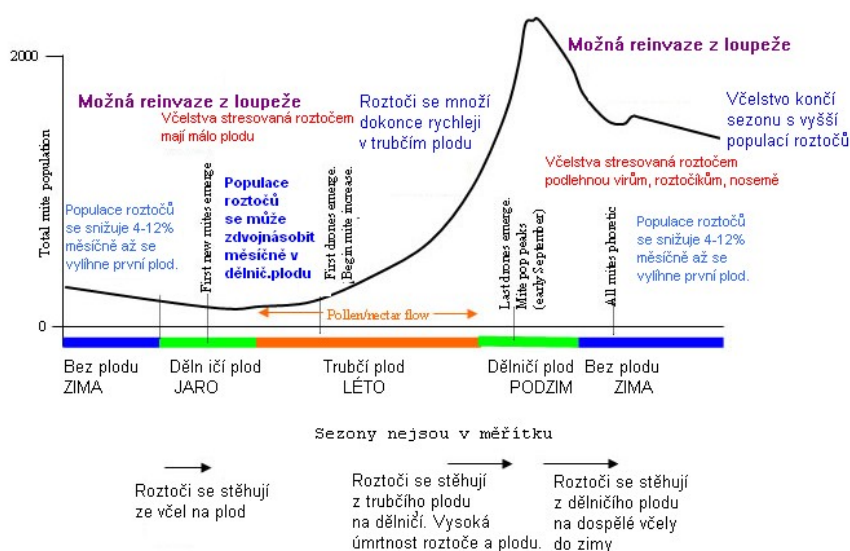 Total mite population
2000
0
Možná reinvaze z loupeže
Včelstva stresovaná roztočem
mají málo plodu
Populace roztočů
se snižuje 4-12%
měsíčně až se
vylíhne první plod.
First new mites emerge
Populace
roztočů
se může
zdvojnásobit
měsíčně v
dělnič.plodu
First drones emerge.
Begin mite increase.
Roztoči se množí
dokonce rychleji
v trubčím plodu
Pollen/nectar flow
Možná reinvaze z loupeže
Včelstvo končí
sezonu s vyšší
populací roztočů
Včelstva stresovaná roztočem
podlehnou virům, roztočíkům, nosemě
Last drones emerge.
Mite pop peaks
(early September)
All mites phoretic
Populace roztočů
se snižuje 4-12%
měsíčně až se
vylíhne první plod.
Bez plodu
ZIMA
Děln ičí plod
JARO
Trubčí plod
LÉTO
Dělničí plod
PODZIM
Bez plodu
ZIMA
Sezony nejsou v měřítku
Roztoči se stěhují
ze včel na plod
Roztoči se stěhují
z trubčího plodu
na dělničí. Vysoká
úmrtnost roztoče a plodu.
Roztoči se stěhují
z dělničího plodu
na dospělé včely
do zimy